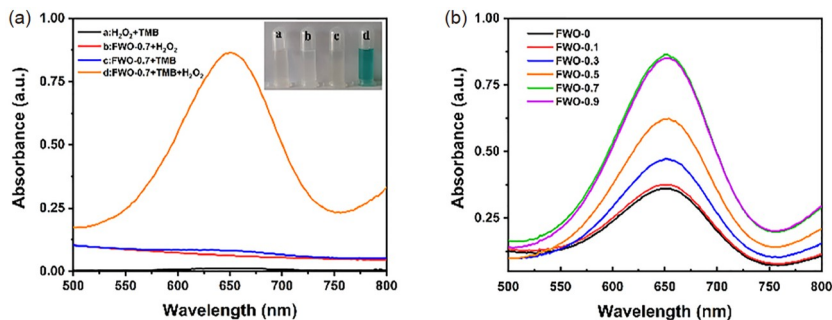 (a)
1.00
0.75
0.50
0.25
0.00
Absorbance (a.u.)
a:H₂O₂+TMB
b:FWO-0.7+H₂O₂
c:FWO-0.7+TMB
d:FWO-0.7+TMB+H₂O₂
a b c d
500 550 600 650 700 750 800
Wavelength (nm)
(b)
1.00
0.75
0.50
0.25
Absorbance (a.u.)
FWO-0
FWO-0.1
FWO-0.3
FWO-0.5
FWO-0.7
FWO-0.9
500 550 600 650 700 750 800
Wavelength (nm)